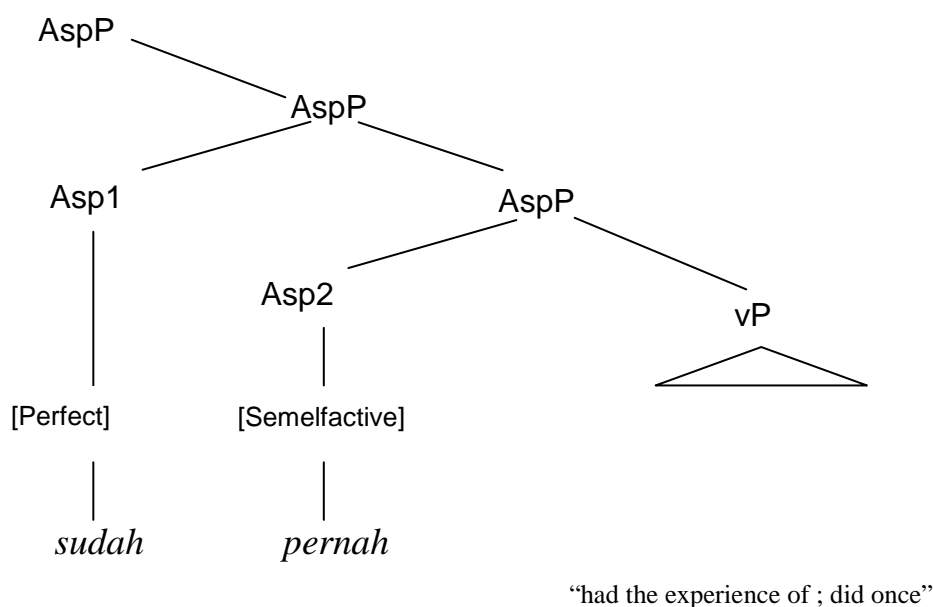 AspP
AspP
Asp1
AspP
Asp2
vP
[Perfect] [Semelfactive]
sudah pernah
“had the experience of ; did once”